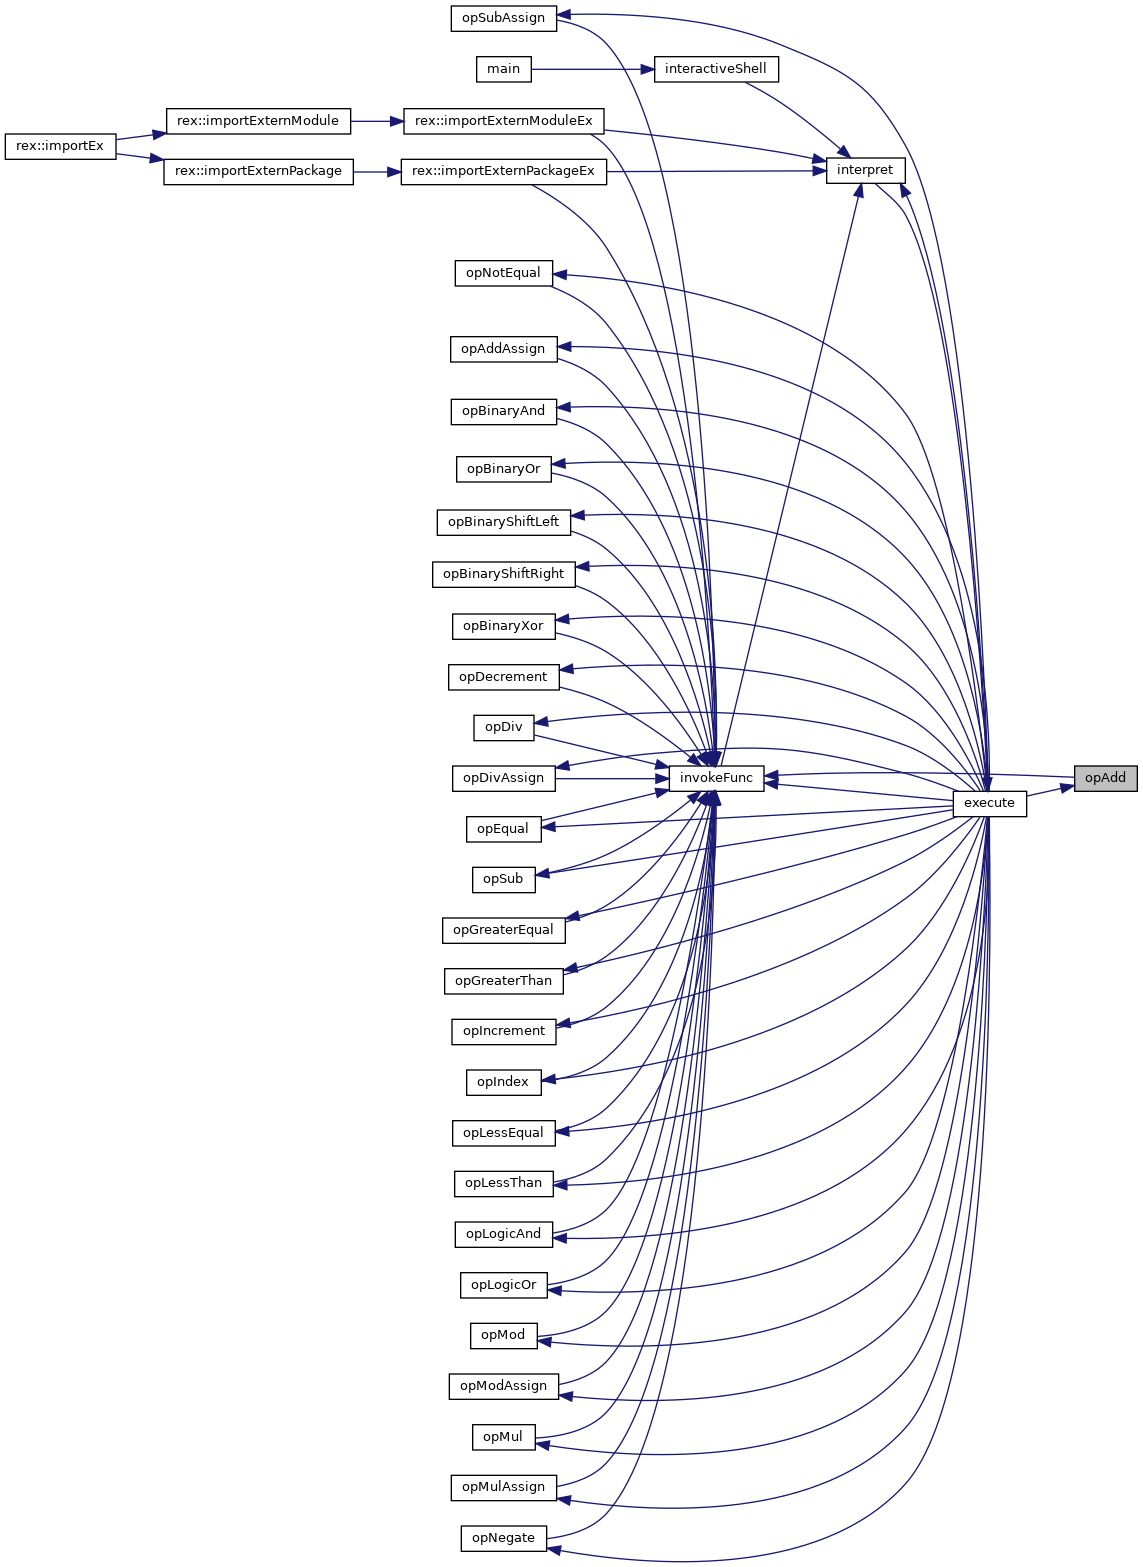 opSubAssign
main
interactiveShell
rex::importExternModule
rex::importExternModuleEx
rex::importEx
rex::importExternPackage
rex::importExternPackageEx
interpret
opNotEqual
opAddAssign
opBinaryAnd
opBinaryOr
opBinaryShiftLeft
opBinaryShiftRight
opBinaryXor
opDecrement
opDiv
opDivAssign
invokeFunc
opAdd
execute
opEqual
opSub
opGreaterEqual
opGreaterThan
opIncrement
opIndex
opLessEqual
opLessThan
opLogicAnd
opLogicOr
opMod
opModAssign
opMul
opMulAssign
opNegate